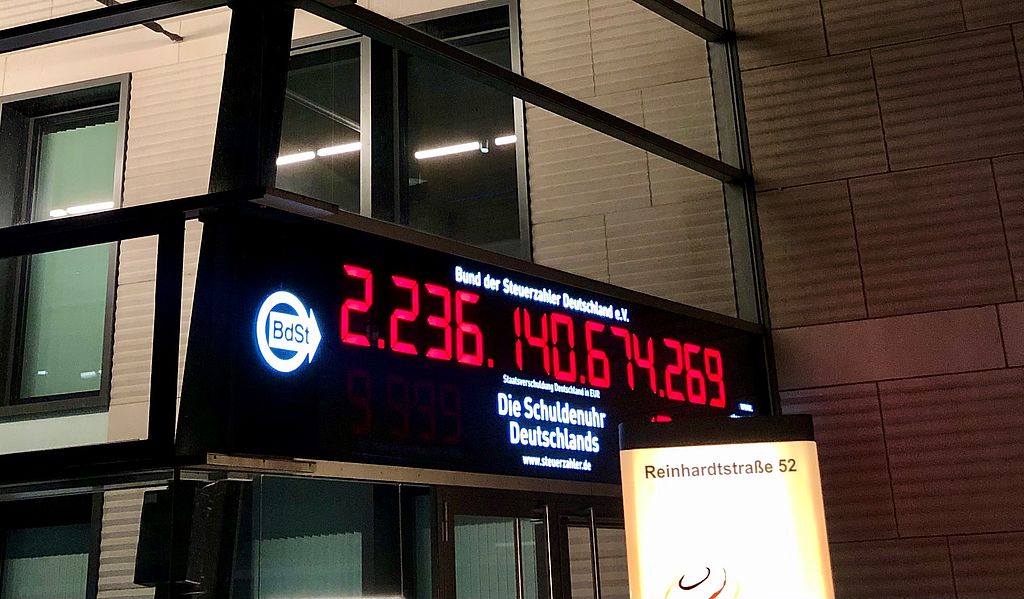 Bund der Steuerzahler Deutschland e.V.
BdSt
2.236.140.674.269
Staatsverschuldung Deutschland in EUR
Die Schuldenuhr
Deutschlands
www.steuerzahler.de
Reinhardtstraße 52